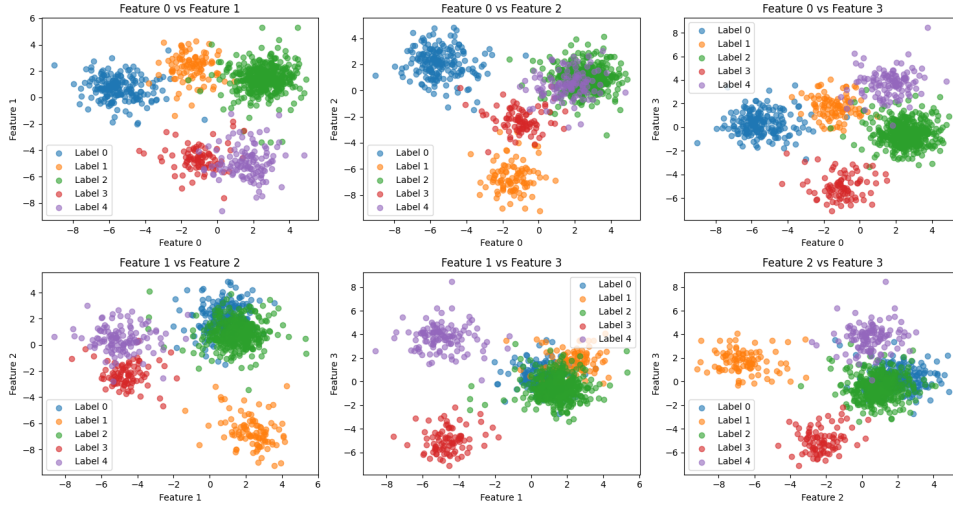 Feature 0 vs Feature 1
Feature 1
6
4
2
0
−2
−4
−6
−8
Label 0
Label 1
Label 2
Label 3
Label 4
−8 −6 −4 −2 0 2 4
Feature 0
Feature 0 vs Feature 2
Feature 2
4
2
0
−2
−4
−6
−8
Label 0
Label 1
Label 2
Label 3
Label 4
−8 −6 −4 −2 0 2 4
Feature 0
Feature 0 vs Feature 3
Feature 3
8
6
4
2
0
−2
−4
−6
Label 0
Label 1
Label 2
Label 3
Label 4
−8 −6 −4 −2 0 2 4
Feature 0
Feature 1 vs Feature 2
Feature 2
4
2
0
−2
−4
−6
−8
Label 0
Label 1
Label 2
Label 3
Label 4
−8 −6 −4 −2 0 2 4 6
Feature 1
Feature 1 vs Feature 3
Feature 3
8
6
4
2
0
−2
−4
−6
Label 0
Label 1
Label 2
Label 3
Label 4
−8 −6 −4 −2 0 2 4 6
Feature 1
Feature 2 vs Feature 3
Feature 3
8
6
4
2
0
−2
−4
−6
Label 0
Label 1
Label 2
Label 3
Label 4
−8 −6 −4 −2 0 2 4
Feature 2